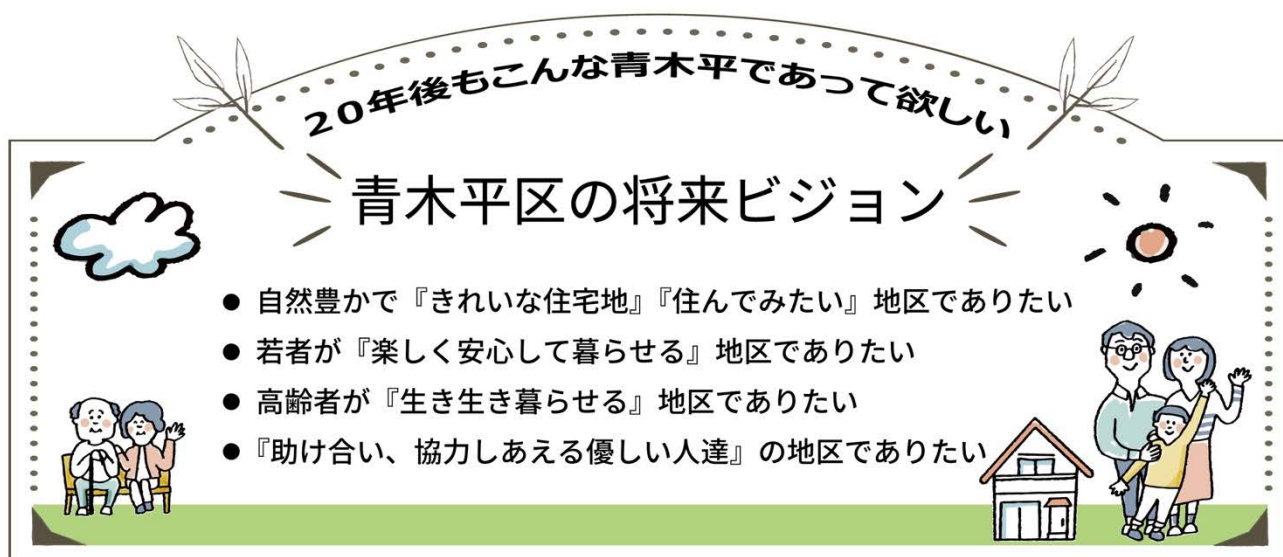 20年後もこんな青木平であって欲しい
青木平区の将来ビジョン
● 自然豊かで『きれいな住宅地』『住んでみたい』地区でありたい
● 若者が『楽しく安心して暮らせる』地区でありたい
● 高齢者が『生き生き暮らせる』地区でありたい
● 『助け合い、協力しあえる優しい人達』の地区でありたい